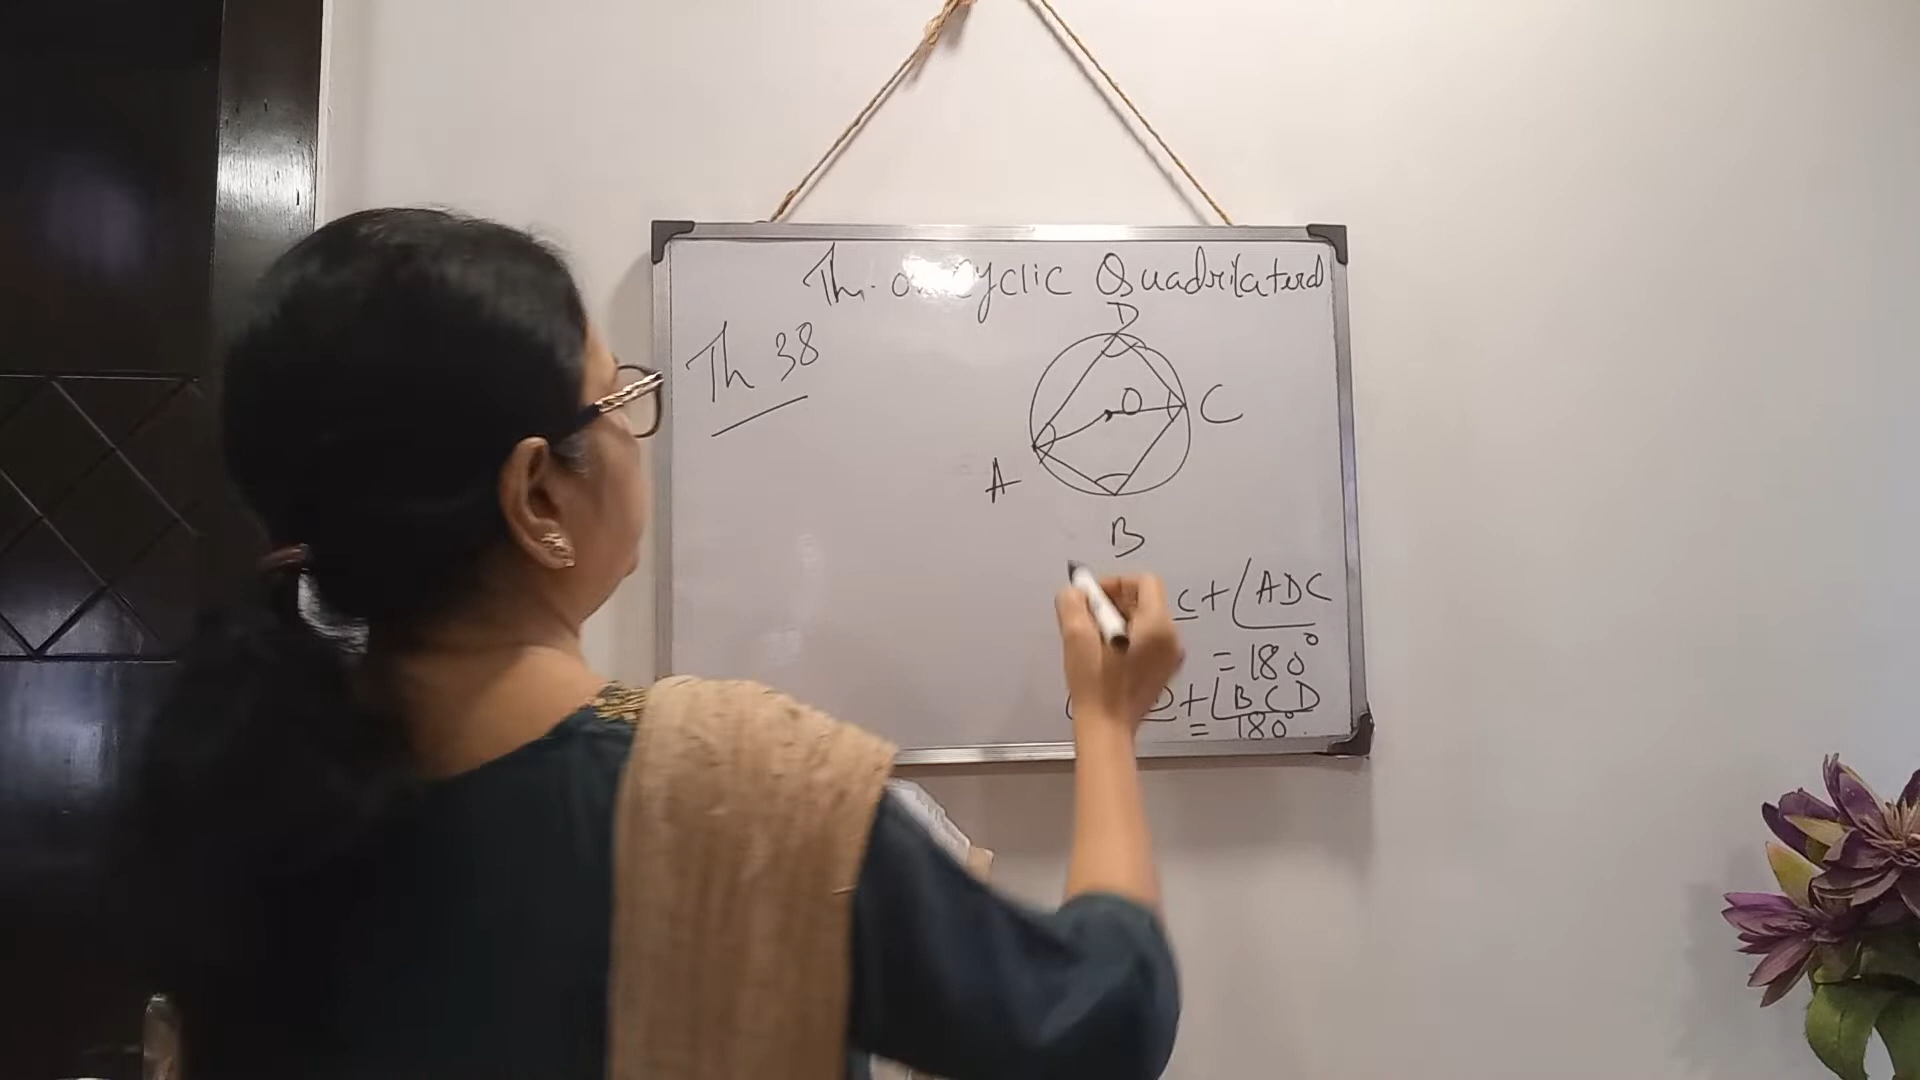 Th. on Cyclic Quadrilateral
Th 38
D
O
C
A
B
C + ∠ADC
= 180°
D + ∠BCD
= 180°.